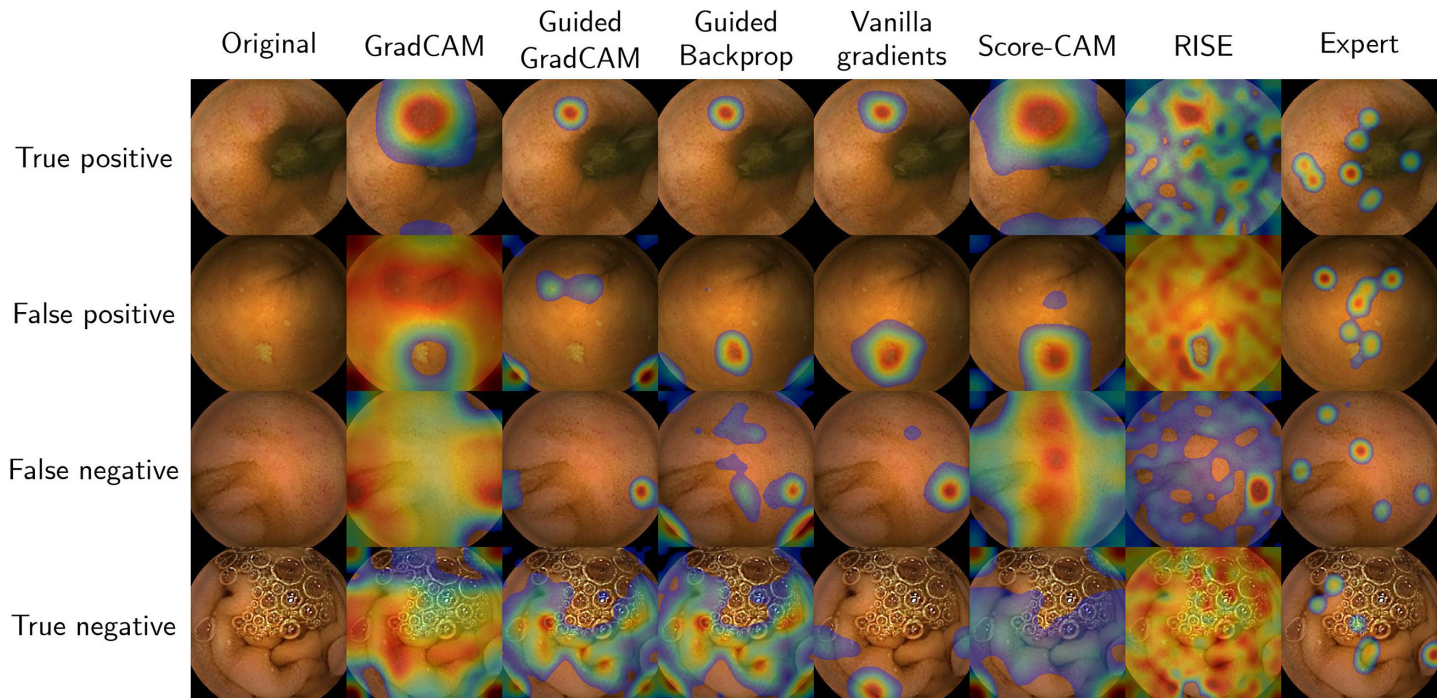 Original
GradCAM
Guided
GradCAM
Guided
Backprop
Vanilla
gradients
Score-CAM
RISE
Expert
True positive
False positive
False negative
True negative